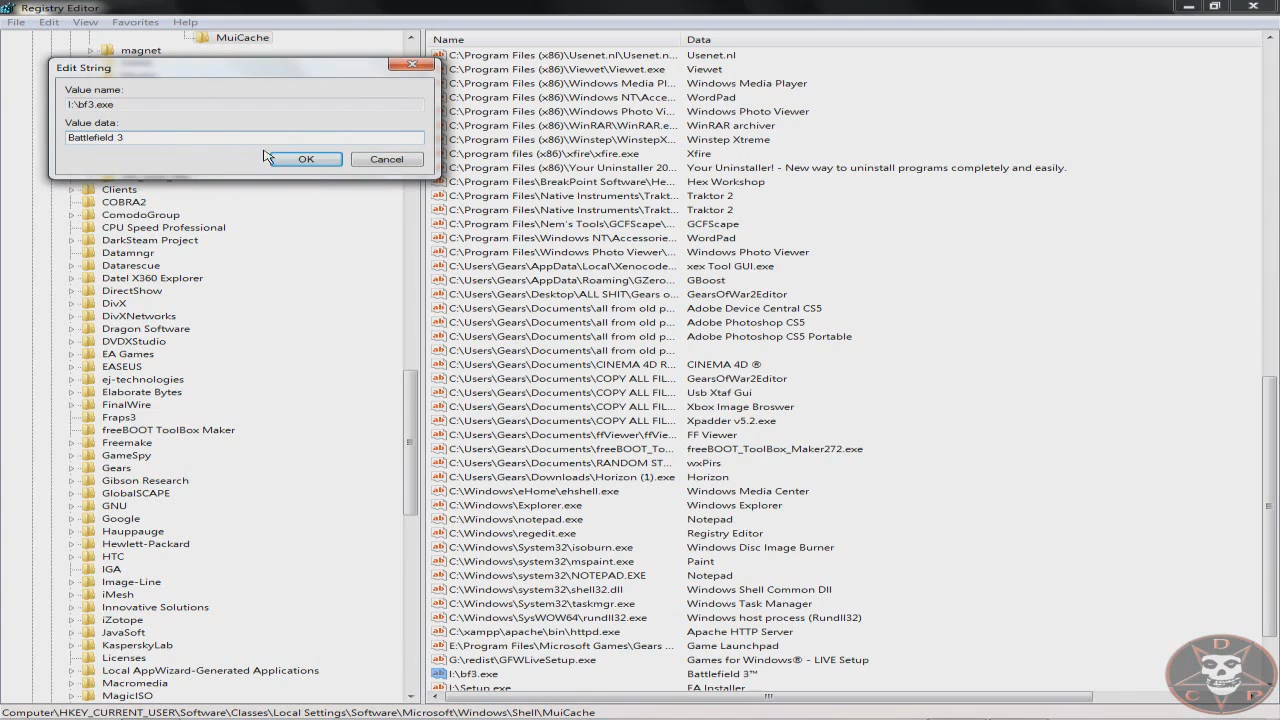 Registry Editor
File Edit View Favorites Help
MuiCache
magnet
Edit String
Value name:
I:\bf3.exe
Value data:
Battlefield 3
OK Cancel
Clients
COBRA2
ComodoGroup
CPU Speed Professional
DarkSteam Project
Datamngr
Datarescue
Datel X360 Explorer
DirectShow
DivX
DivXNetworks
Dragon Software
DVDXStudio
EA Games
EASEUS
ej-technologies
Elaborate Bytes
FinalWire
Fraps3
freeBOOT ToolBox Maker
Freemake
GameSpy
Gears
Gibson Research
GlobalSCAPE
GNU
Google
Hauppauge
Hewlett-Packard
HTC
IGA
Image-Line
iMesh
Innovative Solutions
iZotope
JavaSoft
KasperskyLab
Licenses
Local AppWizard-Generated Applications
Macromedia
MagicISO
Name Data
C:\Program Files (x86)\Usenet.nl\Usenet.n... Usenet.nl
C:\Program Files (x86)\Viewet\Viewet.exe Viewet
C:\Program Files (x86)\Windows Media Pl... Windows Media Player
C:\Program Files (x86)\Windows NT\Acce... WordPad
C:\Program Files (x86)\Windows Photo Vi... Windows Photo Viewer
C:\Program Files (x86)\WinRAR\WinRAR.e... WinRAR archiver
C:\Program Files (x86)\Winstep\WinstepX... Winstep Xtreme
C:\Program Files (x86)\xfire\xfire.exe Xfire
C:\Program Files (x86)\Your Uninstaller 20... Your Uninstaller! - New way to uninstall programs completely and easily.
C:\Program Files\BreakPoint Software\He... Hex Workshop
C:\Program Files\Native Instruments\Trakt... Traktor 2
C:\Program Files\Native Instruments\Trakt... Traktor 2
C:\Program Files\Nem's Tools\GCFScape\... GCFScape
C:\Program Files\Windows NT\Accessorie... WordPad
C:\Program Files\Windows Photo Viewer\... Windows Photo Viewer
C:\Users\Gears\AppData\Local\Xenocode... xex Tool GUI.exe
C:\Users\Gears\AppData\Roaming\GZero... GBoost
C:\Users\Gears\Desktop\ALL SHIT\Gears o... GearsOfWar2Editor
C:\Users\Gears\Documents\all from old p... Adobe Device Central CS5
C:\Users\Gears\Documents\all from old p... Adobe Photoshop CS5
C:\Users\Gears\Documents\all from old p... Adobe Photoshop CS5 Portable
C:\Users\Gears\Documents\all from old p...
C:\Users\Gears\Documents\CINEMA 4D R... CINEMA 4D ®
C:\Users\Gears\Documents\COPY ALL FIL... GearsOfWar2Editor
C:\Users\Gears\Documents\COPY ALL FIL... Usb Xtaf Gui
C:\Users\Gears\Documents\COPY ALL FIL... Xbox Image Broswer
C:\Users\Gears\Documents\COPY ALL FIL... Xpadder v5.2.exe
C:\Users\Gears\Documents\ffViewer\ffVie... FF Viewer
C:\Users\Gears\Documents\freeBOOT_To... freeBOOT_ToolBox_Maker272.exe
C:\Users\Gears\Documents\RANDOM ST... wxPirs
C:\Users\Gears\Downloads\Horizon (1).exe Horizon
C:\Windows\eHome\ehshell.exe Windows Media Center
C:\Windows\Explorer.exe Windows Explorer
C:\Windows\notepad.exe Notepad
C:\Windows\regedit.exe Registry Editor
C:\Windows\System32\isoburn.exe Windows Disc Image Burner
C:\Windows\system32\mspaint.exe Paint
C:\Windows\system32\NOTEPAD.EXE Notepad
C:\Windows\system32\shell32.dll Windows Shell Common Dll
C:\Windows\System32\taskmgr.exe Windows Task Manager
C:\Windows\SysWOW64\rundll32.exe Windows host process (Rundll32)
C:\xampp\apache\bin\httpd.exe Apache HTTP Server
E:\Program Files\Microsoft Games\Gears ... Game Launchpad
G:\redist\GFWLiveSetup.exe Games for Windows® - LIVE Setup
I:\bf3.exe Battlefield 3™
I:\Setup.exe EA Installer
Computer\HKEY_CURRENT_USER\Software\Classes\Local Settings\Software\Microsoft\Windows\Shell\MuiCache
D
C P